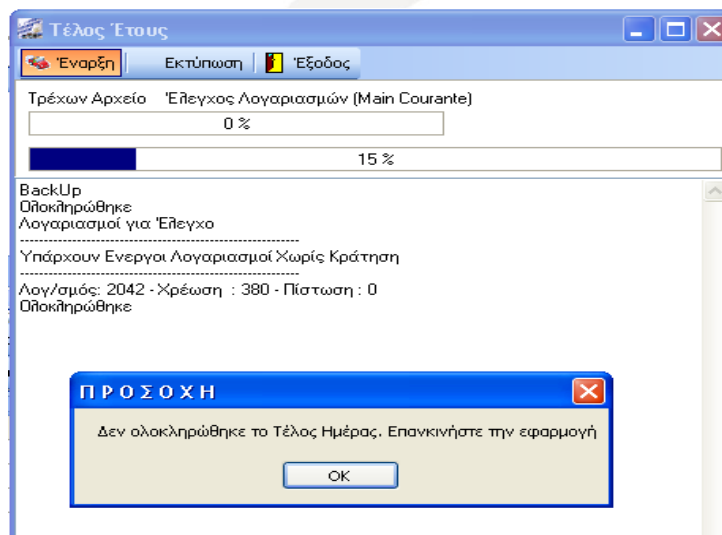 Τέλος Έτους
Έναρξη Εκτύπωση Έξοδος
Τρέχων Αρχείο Έλεγχος Λογαριασμών (Main Courante)
0 %
15 %
BackUp
Ολοκληρώθηκε
Λογαριασμοί για Έλεγχο
------------------------------------------------------------
Υπάρχουν Ενεργοι Λογαριασμοί Χωρίς Κράτηση
------------------------------------------------------------
Λογ/σμός: 2042 - Χρέωση : 380 - Πίστωση : 0
Ολοκληρώθηκε
Π Ρ Ο Σ Ο Χ Η
Δεν ολοκληρώθηκε το Τέλος Ημέρας. Επανκινήστε την εφαρμογή
OK